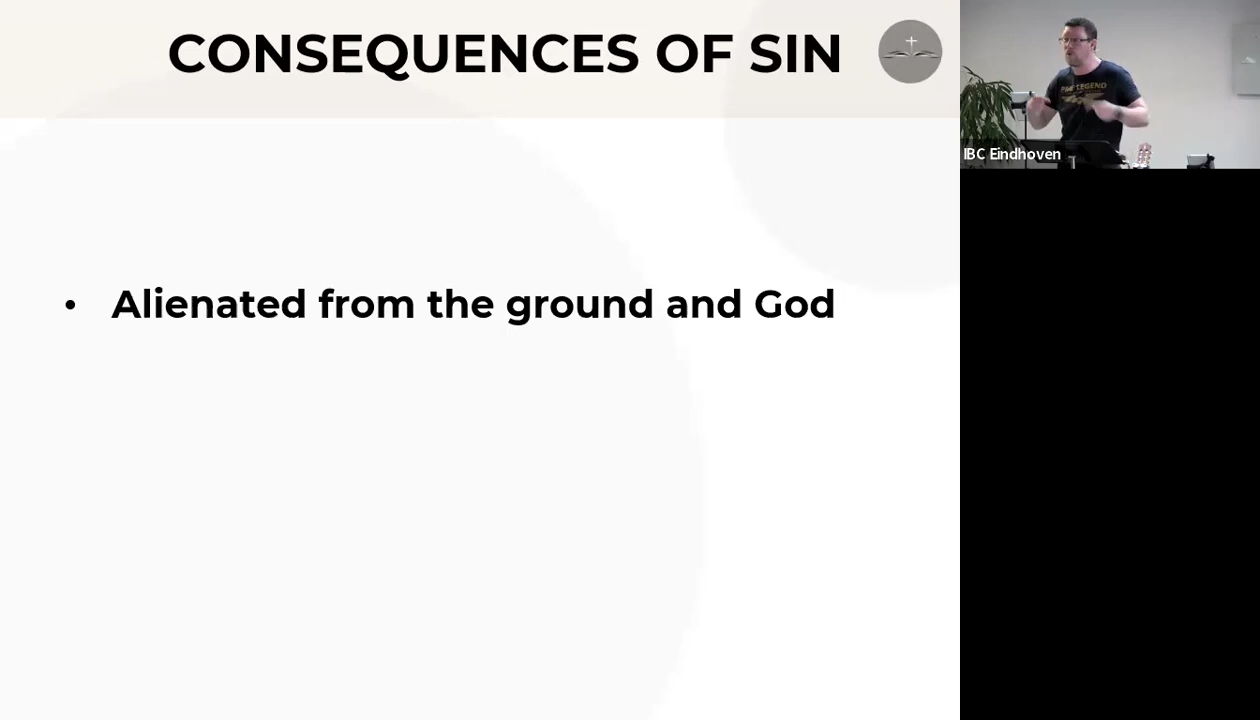 CONSEQUENCES OF SIN
IBC Eindhoven
• Alienated from the ground and God